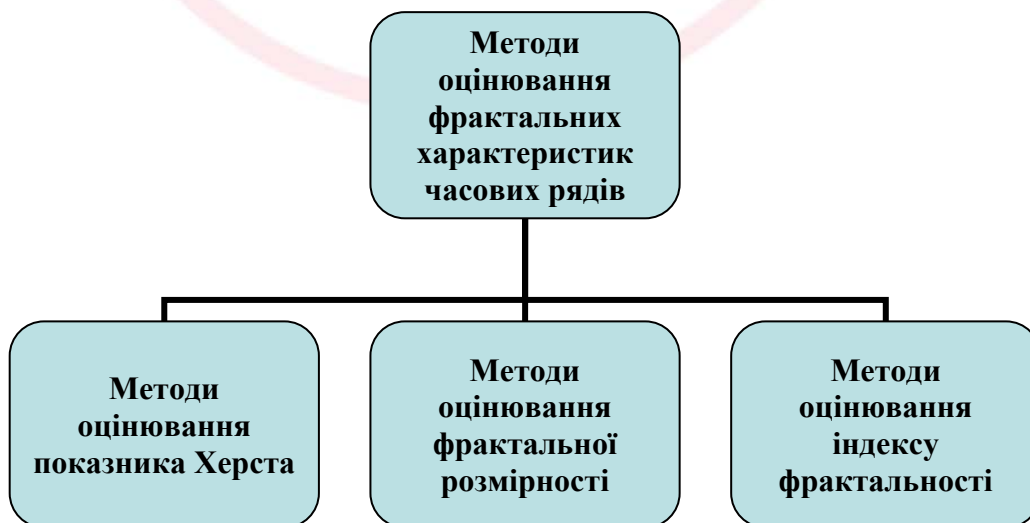 Методи
оцінювання
фрактальних
характеристик
часових рядів
Методи
оцінювання
показника Херста
Методи
оцінювання
фрактальної
розмірності
Методи
оцінювання
індексу
фрактальності